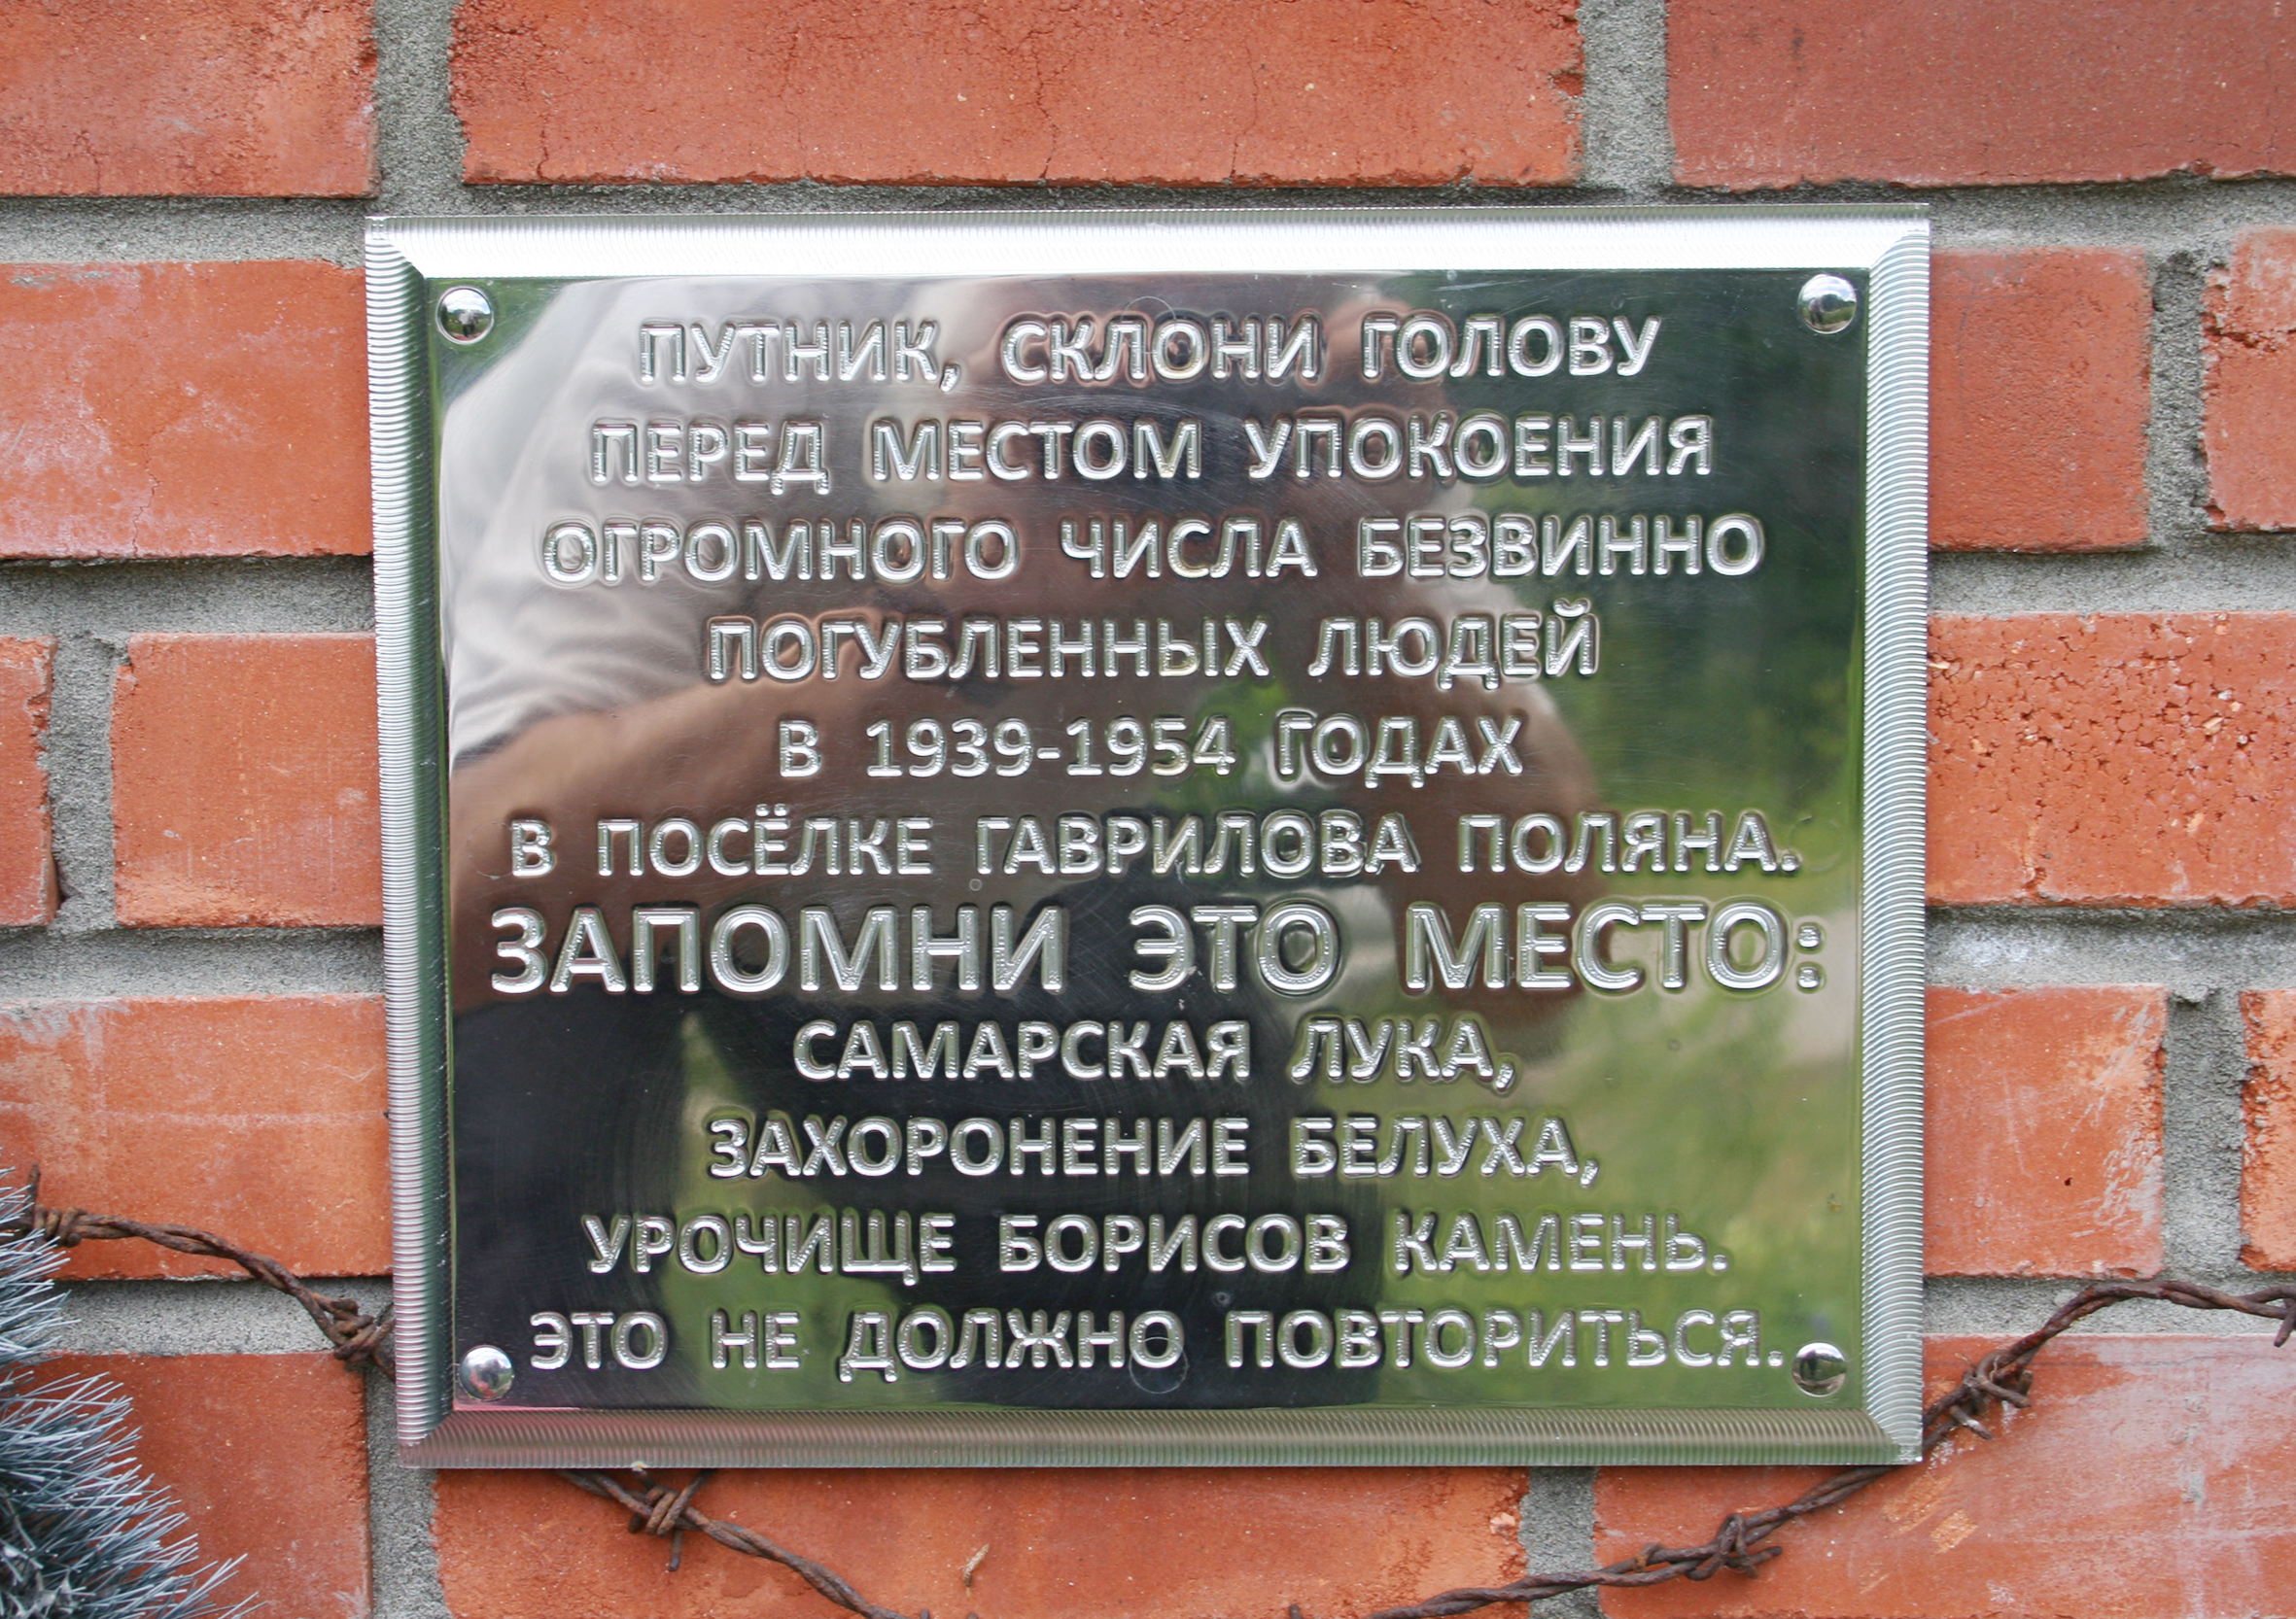 ПУТНИК, СКЛОНИ ГОЛОВУ
ПЕРЕД МЕСТОМ УПОКОЕНИЯ
ОГРОМНОГО ЧИСЛА БЕЗВИННО
ПОГУБЛЕННЫХ ЛЮДЕЙ
В 1939-1954 ГОДАХ
В ПОСЁЛКЕ ГАВРИЛОВА ПОЛЯНА.
ЗАПОМНИ ЭТО МЕСТО:
САМАРСКАЯ ЛУКА,
ЗАХОРОНЕНИЕ БЕЛУХА,
УРОЧИЩЕ БОРИСОВ КАМЕНЬ.
ЭТО НЕ ДОЛЖНО ПОВТОРИТЬСЯ.